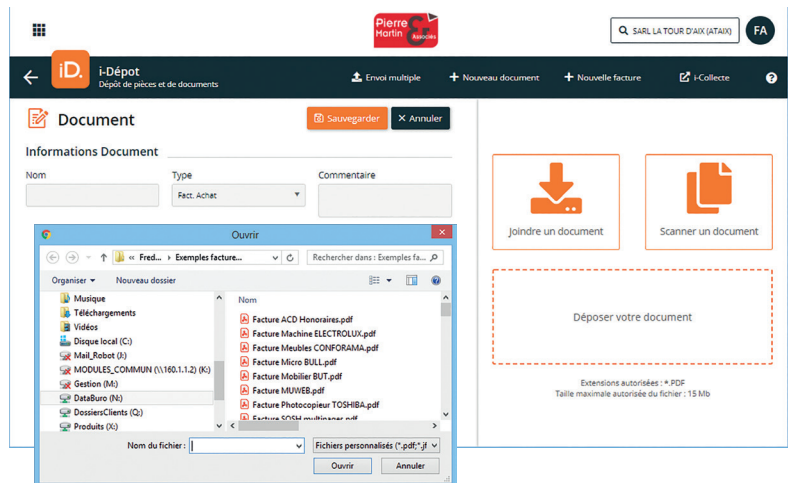 Pierre
Martin & Associés
SARL LA TOUR D'AIX (ATAIX)
FA
iD.
i-Dépôt
Dépôt de pièces et de documents
Envoi multiple
Nouveau document
Nouvelle facture
i-Collecte
?
Document
Sauvegarder
× Annuler
Informations Document
Nom
Type
Commentaire
Fact. Achat
Joindre un document
Scanner un document
Déposer votre document
Extensions autorisées : *.PDF
Taille maximale autorisée du fichier : 15 Mb
Ouvrir
« Fred... › Exemples facture...
Rechercher dans : Exemples fa...
Organiser
Nouveau dossier
?
Musique
Téléchargements
Vidéos
Disque local (C:)
Mail_Robot (J:)
MODULES_COMMUN (\\160.1.1.2) (K:)
Gestion (M:)
DataBuro (N:)
DossiersClients (Q:)
Produits (X:)
Nom
Facture ACD Honoraires.pdf
Facture Machine ELECTROLUX.pdf
Facture Meubles CONFORAMA.pdf
Facture Micro BULL.pdf
Facture Mobilier BUT.pdf
Facture MUWEB.pdf
Facture Photocopieur TOSHIBA.pdf
Facture SOSH multipages.pdf
Nom du fichier :
Fichiers personnalisés (*.pdf;*.jf
Ouvrir
Annuler